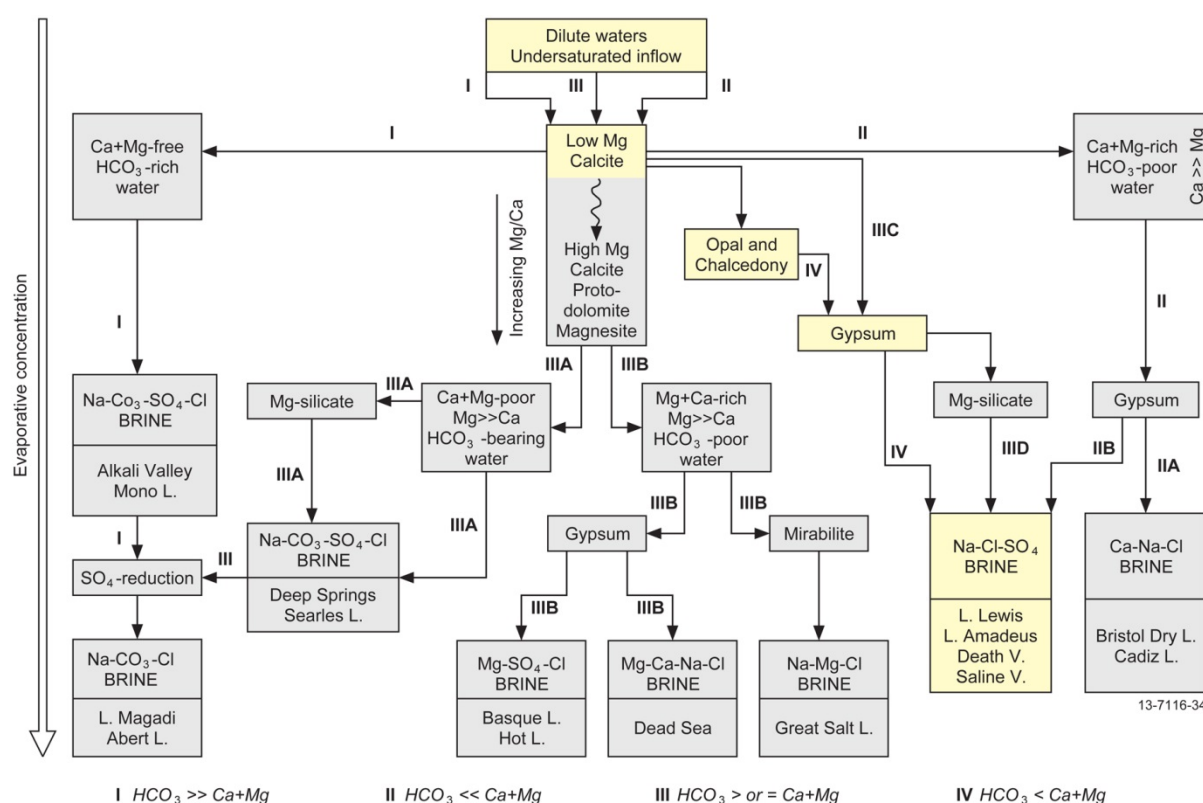 Dilute waters
Undersaturated inflow
I
III
II
Evaporative concentration
Ca+Mg-free
HCO3-rich
water
I
Low Mg
Calcite
II
Ca+Mg-rich
HCO3-poor
water
Ca >> Mg
Increasing Mg/Ca
High Mg
Calcite
Proto-
dolomite
Magnesite
Opal and
Chalcedony
IV
IIIC
Gypsum
I
II
IIIA
IIIB
Na-Co3-SO4-Cl
BRINE
Alkali Valley
Mono L.
Mg-silicate
IIIA
Ca+Mg-poor
Mg>>Ca
HCO3-bearing
water
Mg+Ca-rich
Mg>>Ca
HCO3-poor
water
Mg-silicate
Gypsum
IIIA
IIIA
IIIB
IIIB
IV
IIID
IIB
IIA
I
SO4-reduction
III
Na-CO3-SO4-Cl
BRINE
Deep Springs
Searles L.
Gypsum
Mirabilite
Na-Cl-SO4
BRINE
L. Lewis
L. Amadeus
Death V.
Saline V.
Ca-Na-Cl
BRINE
Bristol Dry L.
Cadiz L.
IIIB
IIIB
Na-CO3-Cl
BRINE
L. Magadi
Abert L.
Mg-SO4-Cl
BRINE
Basque L.
Hot L.
Mg-Ca-Na-Cl
BRINE
Dead Sea
Na-Mg-Cl
BRINE
Great Salt L.
13-7116-34
I HCO3 >> Ca+Mg
II HCO3 << Ca+Mg
III HCO3 > or = Ca+Mg
IV HCO3 < Ca+Mg